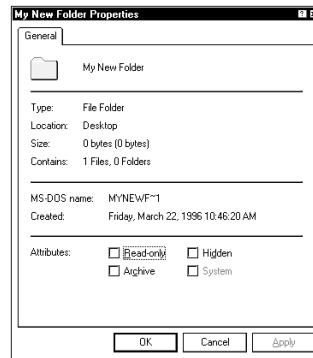 My New Folder Properties
General
My New Folder
Type: File Folder
Location: Desktop
Size: 0 bytes (0 bytes)
Contains: 1 Files, 0 Folders
MS-DOS name: MYNEWF~1
Created: Friday, March 22, 1996 10:46:20 AM
Attributes: Read-only Hidden
Archive System
OK Cancel Apply